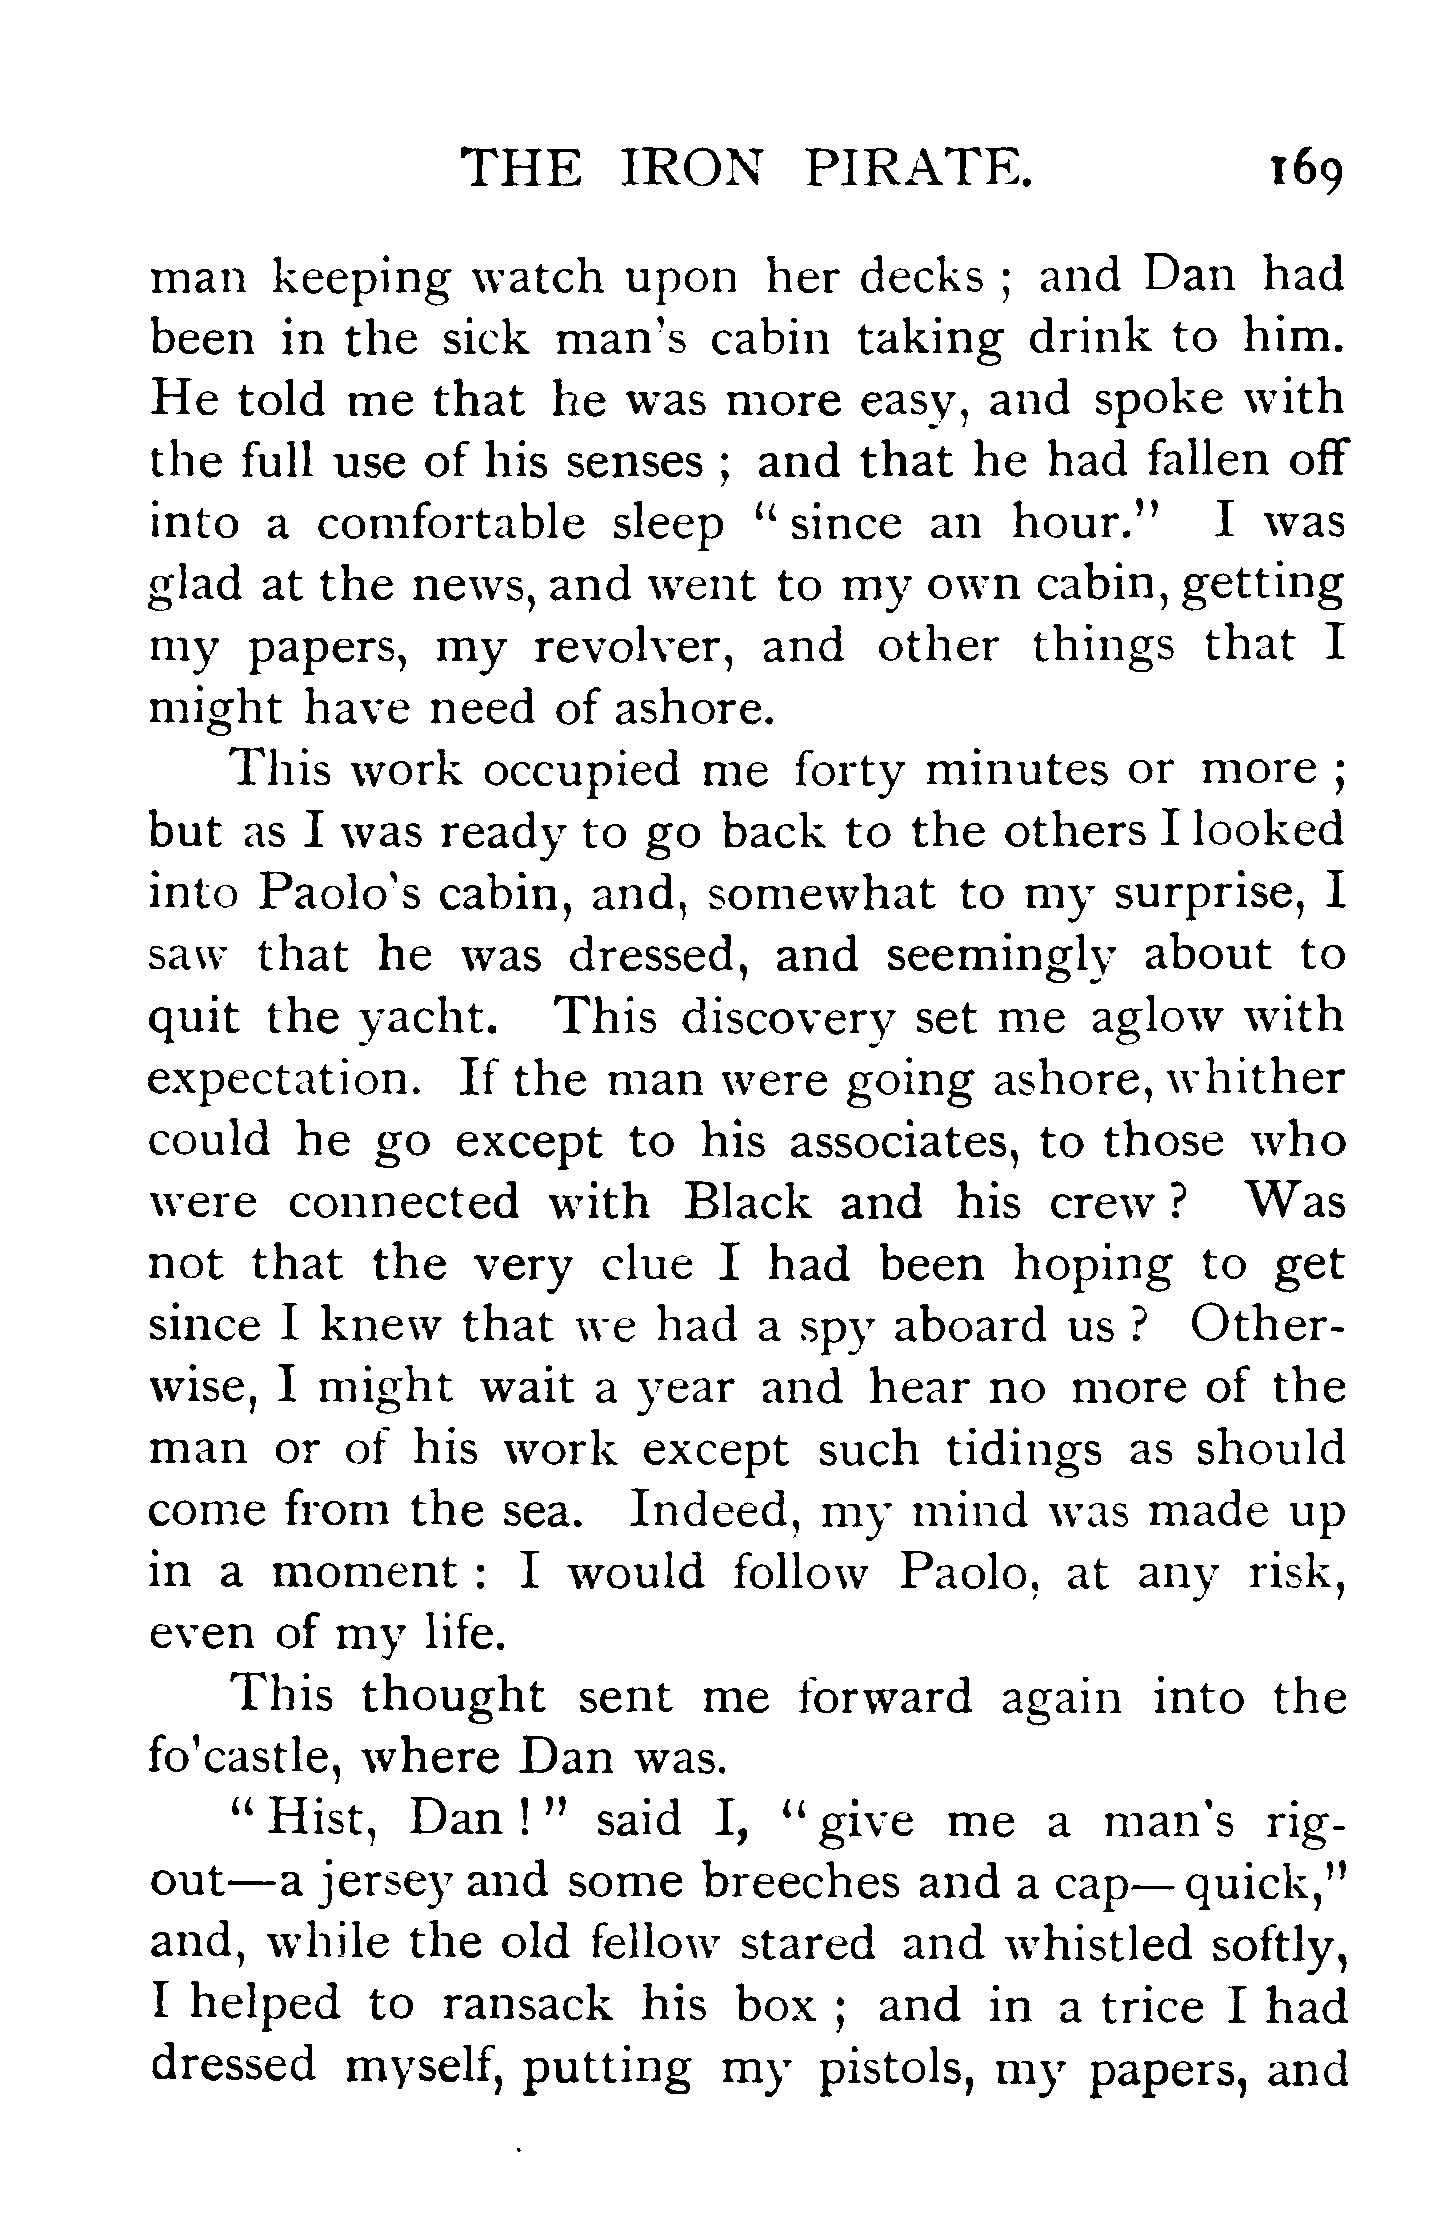 THE IRON PIRATE. 169
man keeping watch upon her decks ; and Dan had
been in the sick man's cabin taking drink to him.
He told me that he was more easy, and spoke with
the full use of his senses ; and that he had fallen off
into a comfortable sleep “ since an hour.” I was
glad at the news, and went to my own cabin, getting
my papers, my revolver, and other things that I
might have need of ashore.
This work occupied me forty minutes or more ;
but as I was ready to go back to the others I looked
into Paolo's cabin, and, somewhat to my surprise, I
saw that he was dressed, and seemingly about to
quit the yacht. This discovery set me aglow with
expectation. If the man were going ashore, whither
could he go except to his associates, to those who
were connected with Black and his crew ? Was
not that the very clue I had been hoping to get
since I knew that we had a spy aboard us ? Other-
wise, I might wait a year and hear no more of the
man or of his work except such tidings as should
come from the sea. Indeed, my mind was made up
in a moment : I would follow Paolo, at any risk,
even of my life.
This thought sent me forward again into the
fo'castle, where Dan was.
“ Hist, Dan ! ” said I, “ give me a man's rig-
out—a jersey and some breeches and a cap—quick,”
and, while the old fellow stared and whistled softly,
I helped to ransack his box ; and in a trice I had
dressed myself, putting my pistols, my papers, and